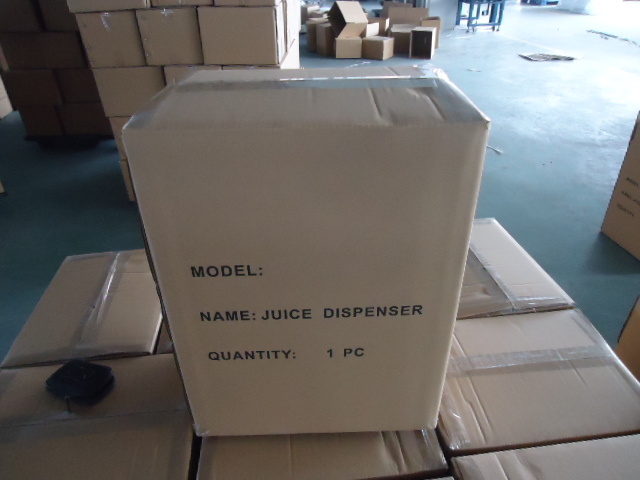 MODEL:
NAME: JUICE DISPENSER
QUANTITY: 1 PC